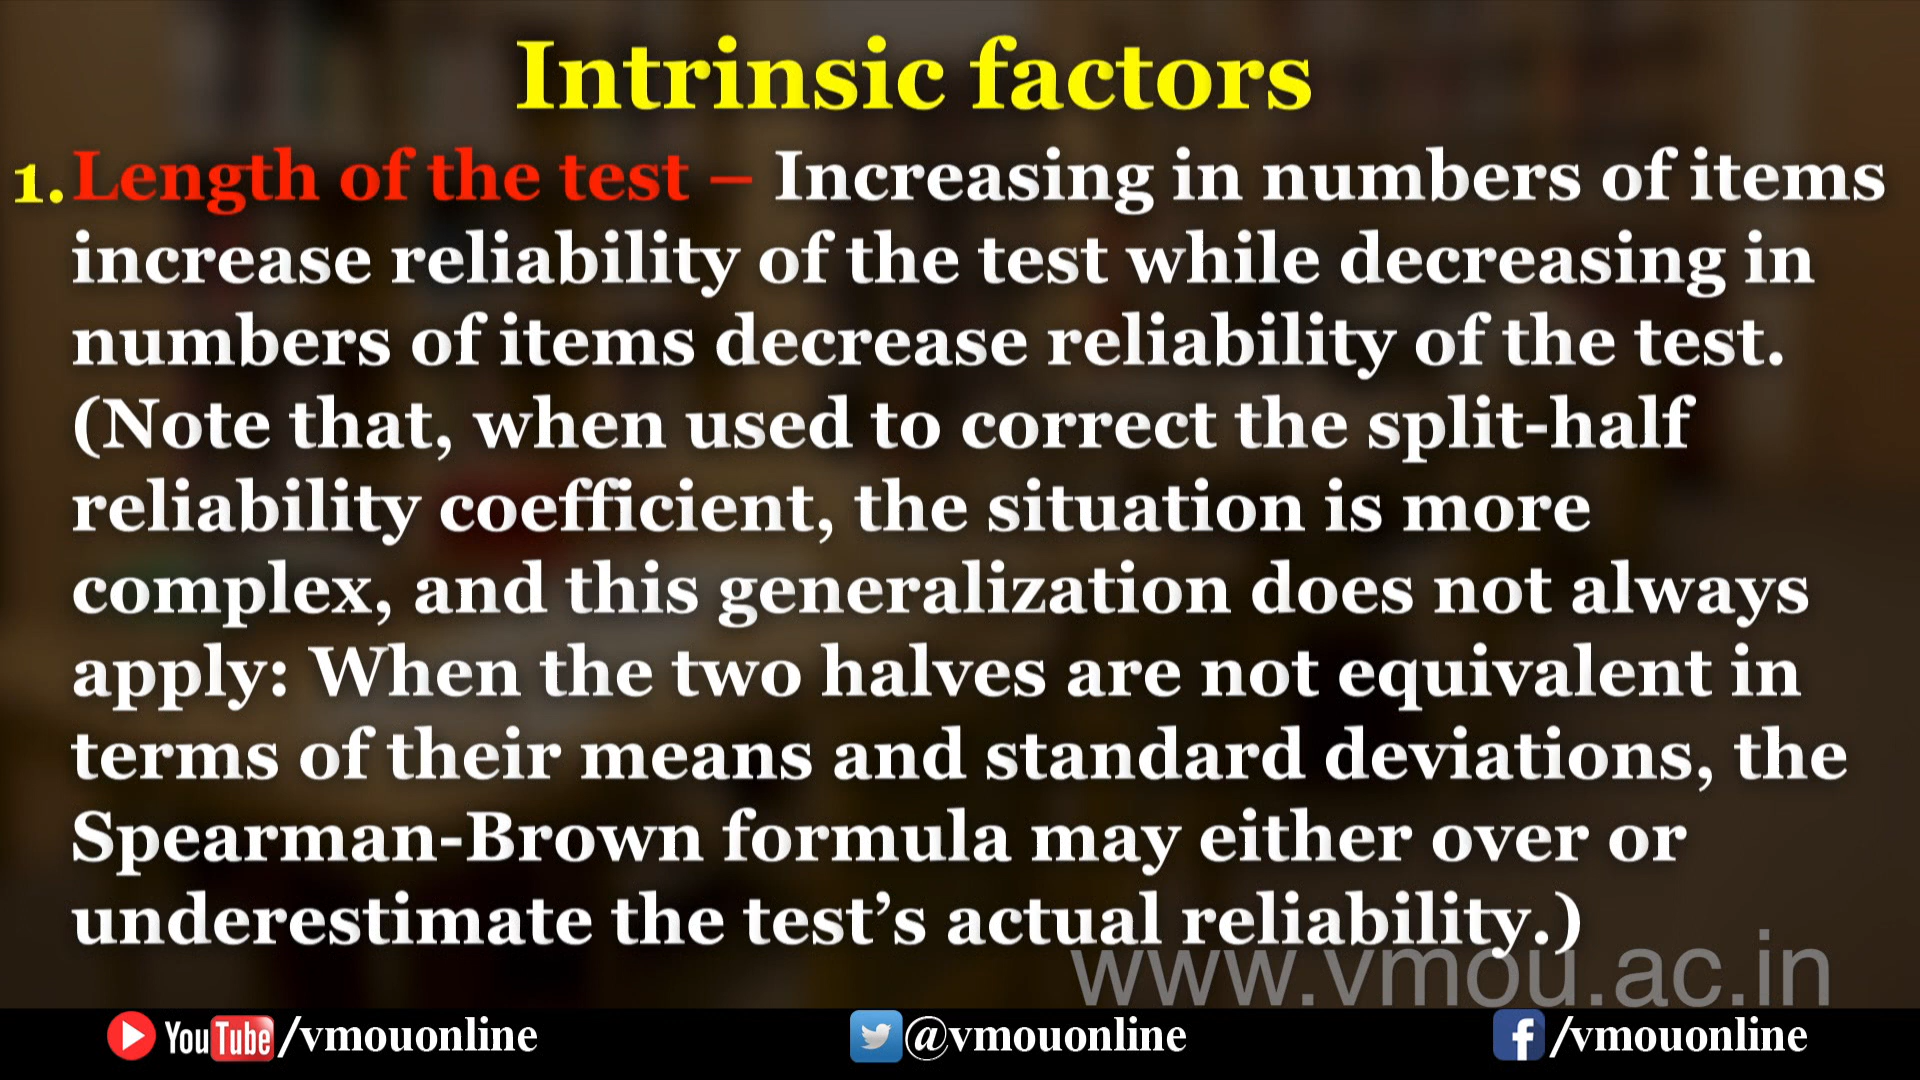 Intrinsic factors
1. Length of the test – Increasing in numbers of items
increase reliability of the test while decreasing in
numbers of items decrease reliability of the test.
(Note that, when used to correct the split-half
reliability coefficient, the situation is more
complex, and this generalization does not always
apply: When the two halves are not equivalent in
terms of their means and standard deviations, the
Spearman-Brown formula may either over or
underestimate the test’s actual reliability.)
www.vmou.ac.in
YouTube /vmouonline @vmouonline f /vmouonline